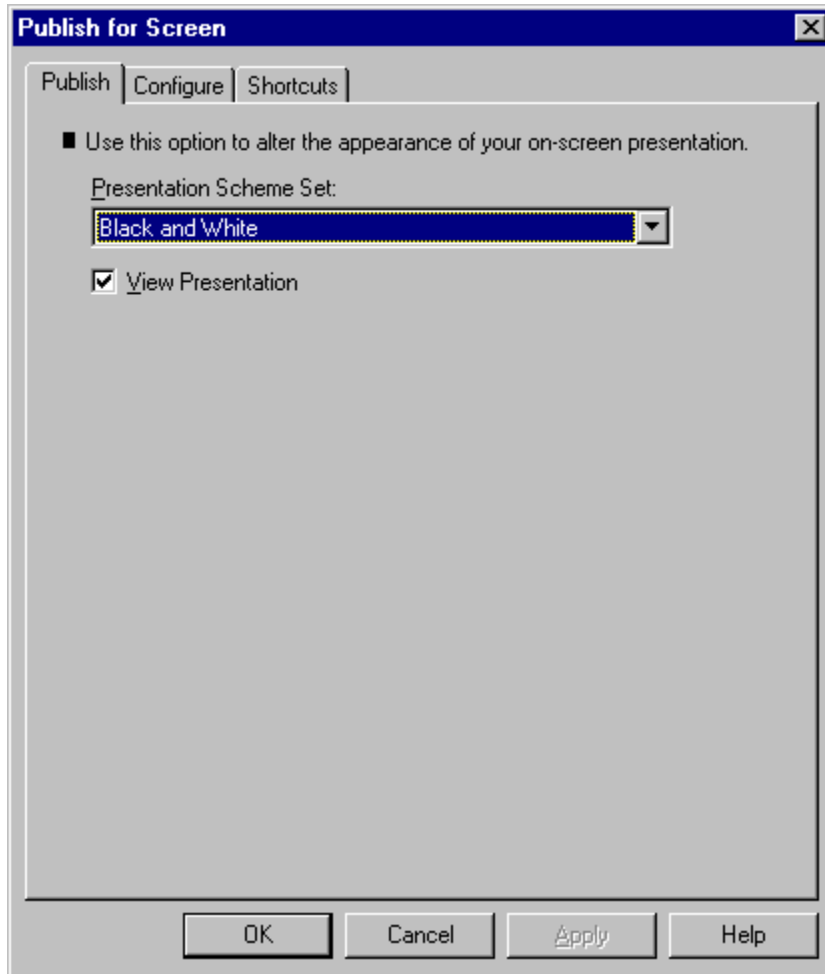 Publish for Screen
Publish Configure Shortcuts
Use this option to alter the appearance of your on-screen presentation.
Presentation Scheme Set:
Black and White
View Presentation
OK Cancel Apply Help